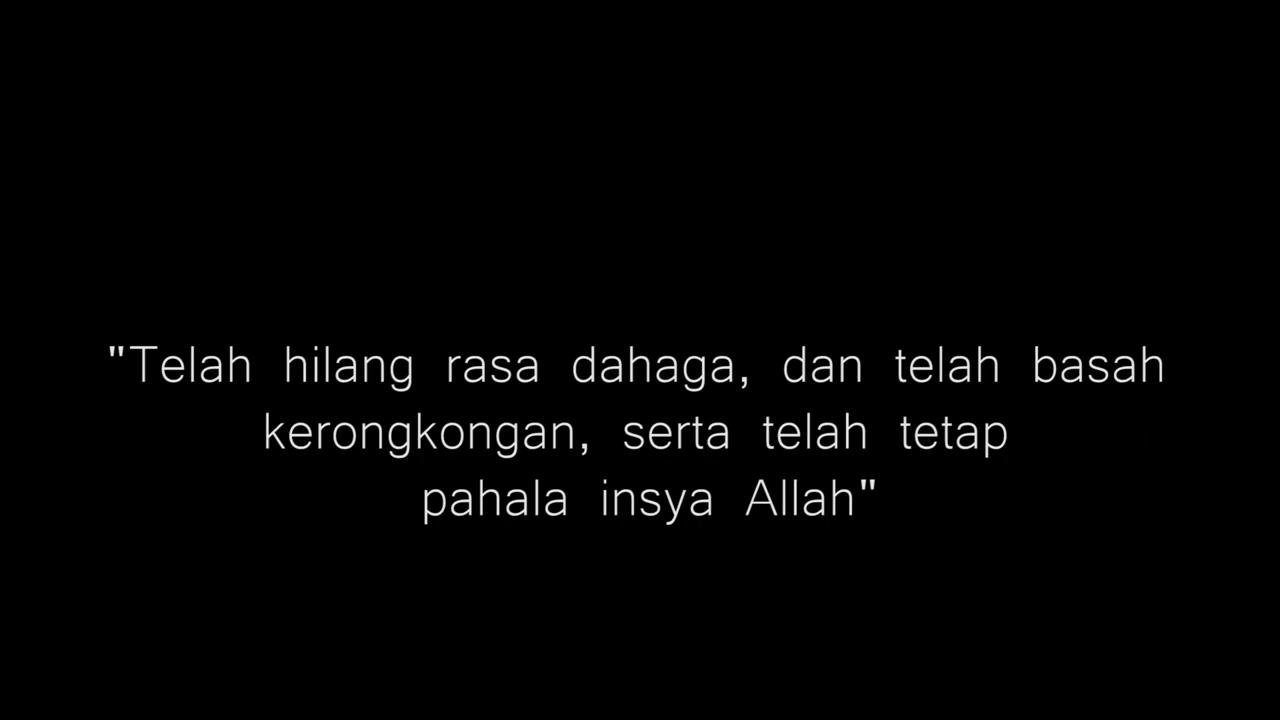 "Telah hilang rasa dahaga, dan telah basah
kerongkongan, serta telah tetap
pahala insya Allah"